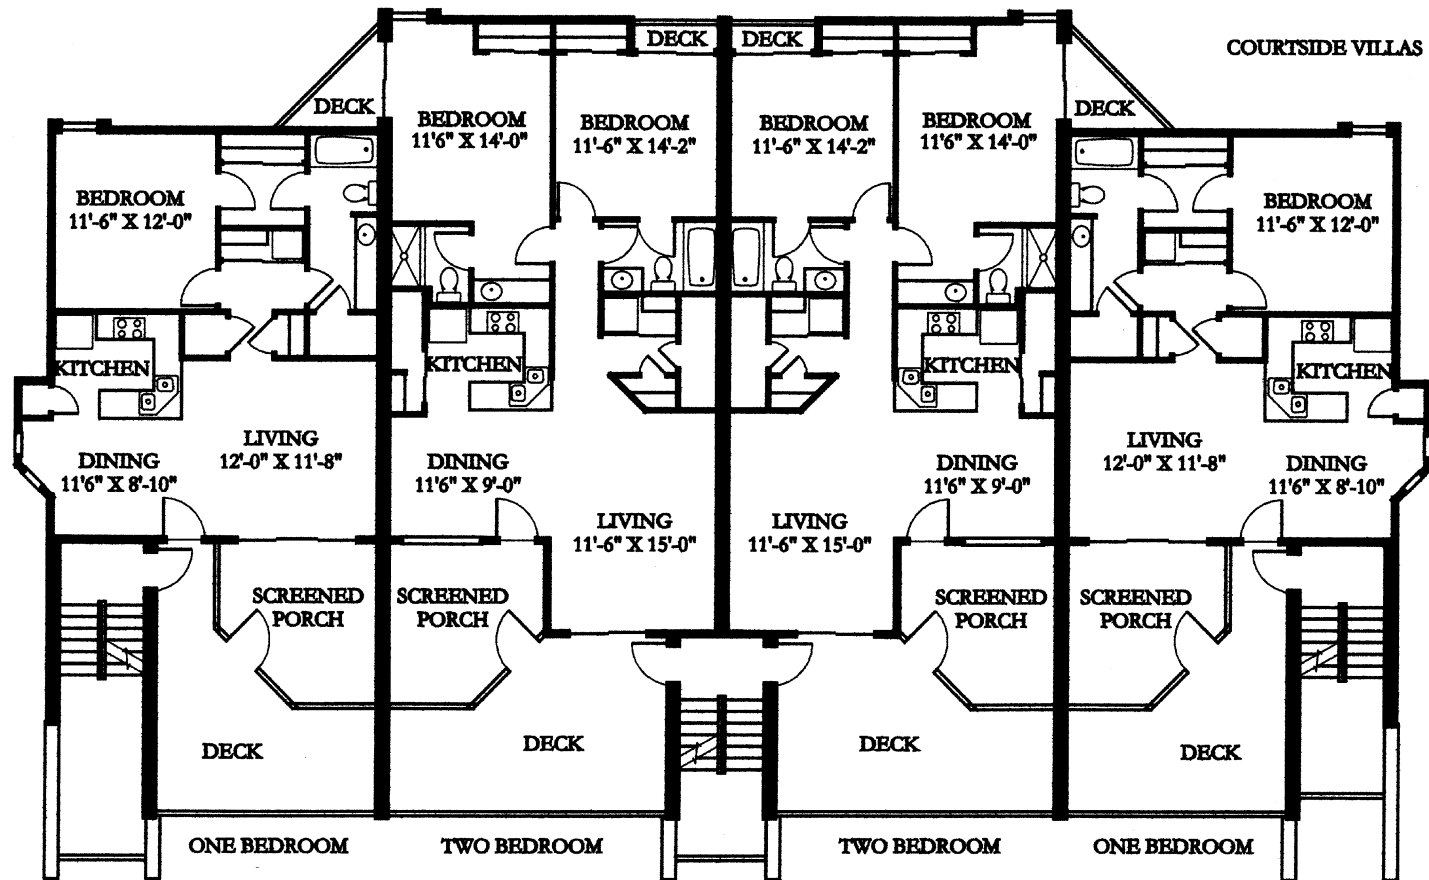 COURTSIDE VILLAS
DECK
DECK
DECK
DECK
BEDROOM
11'6" X 14'-0"
BEDROOM
11'-6" X 14'-2"
BEDROOM
11'-6" X 14'-2"
BEDROOM
11'6" X 14'-0"
BEDROOM
11'-6" X 12'-0"
BEDROOM
11'-6" X 12'-0"
KITCHEN
KITCHEN
KITCHEN
KITCHEN
LIVING
12'-0" X 11'-8"
LIVING
12'-0" X 11'-8"
DINING
11'6" X 8'-10"
DINING
11'6" X 9'-0"
DINING
11'6" X 9'-0"
DINING
11'6" X 8'-10"
LIVING
11'-6" X 15'-0"
LIVING
11'-6" X 15'-0"
SCREENED
PORCH
SCREENED
PORCH
SCREENED
PORCH
SCREENED
PORCH
DECK
DECK
DECK
DECK
ONE BEDROOM
TWO BEDROOM
TWO BEDROOM
ONE BEDROOM